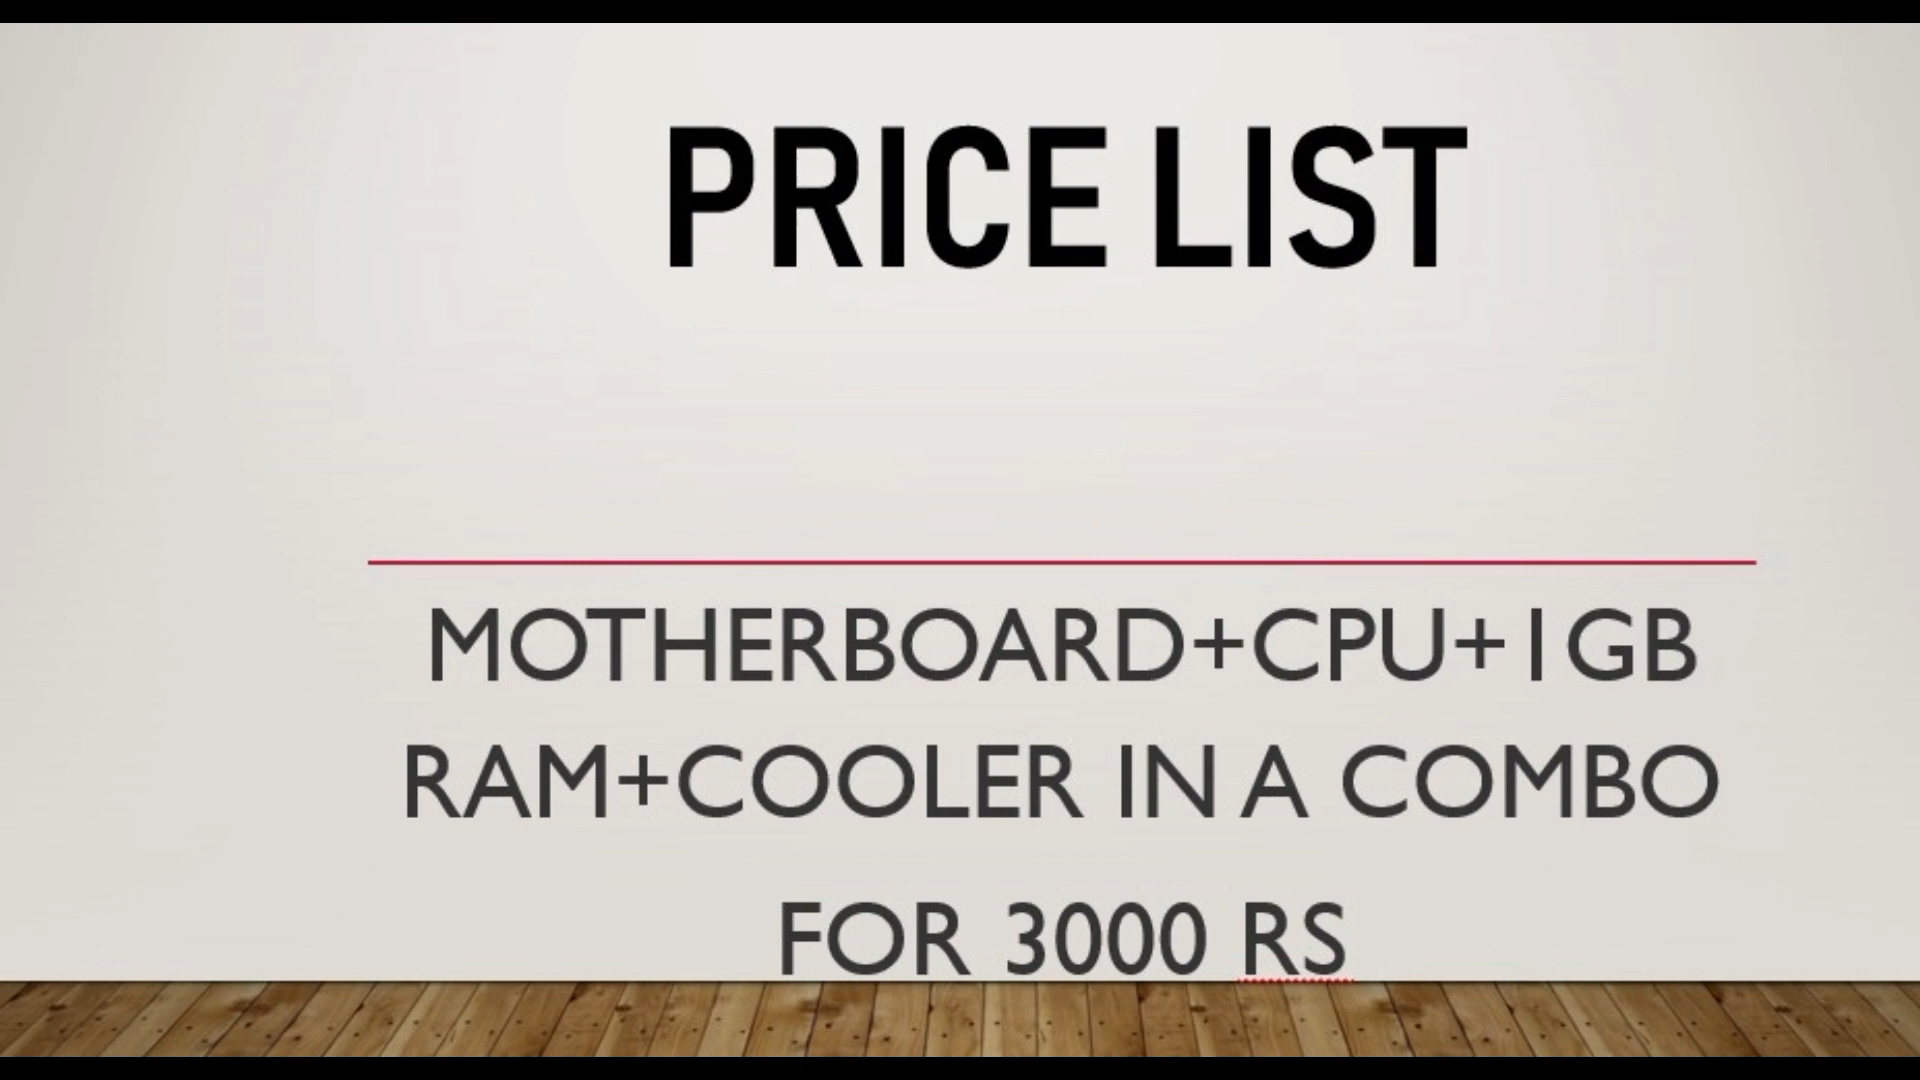 PRICE LIST
MOTHERBOARD+CPU+1GB
RAM+COOLER IN A COMBO
FOR 3000 RS